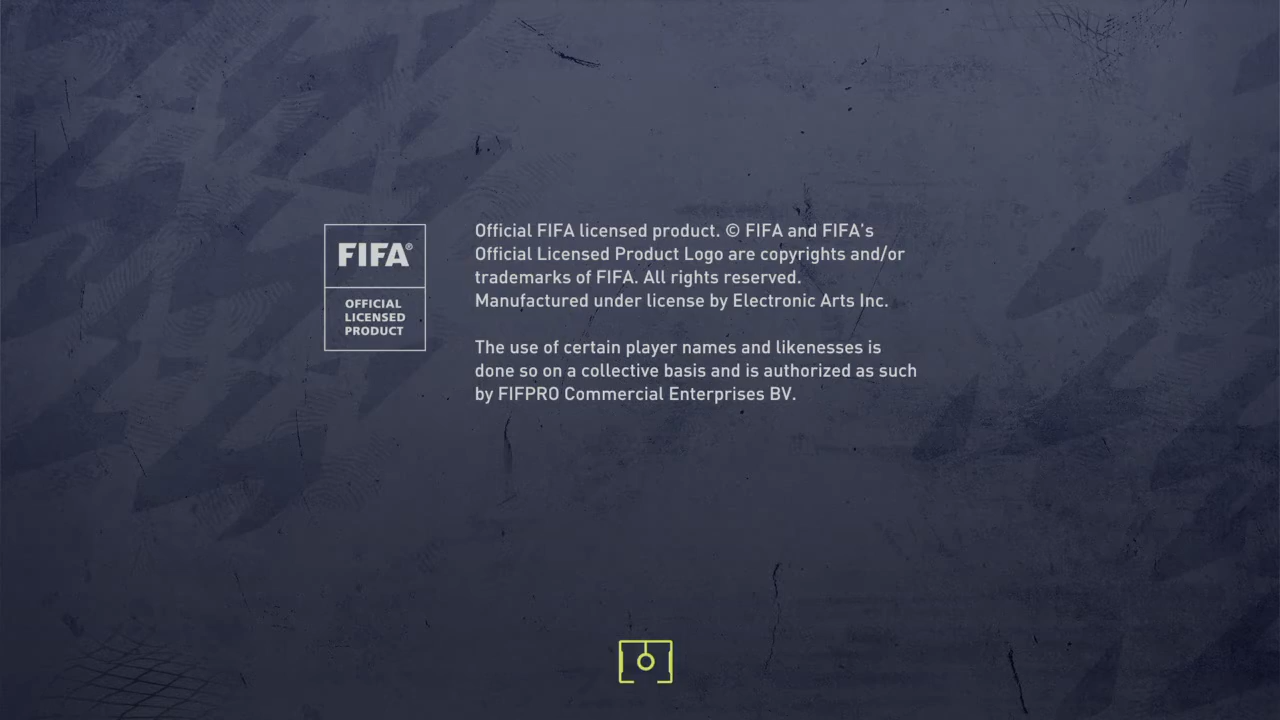 FIFA®
OFFICIAL
LICENSED
PRODUCT
Official FIFA licensed product. © FIFA and FIFA's
Official Licensed Product Logo are copyrights and/or
trademarks of FIFA. All rights reserved.
Manufactured under license by Electronic Arts Inc.
The use of certain player names and likenesses is
done so on a collective basis and is authorized as such
by FIFPRO Commercial Enterprises BV.